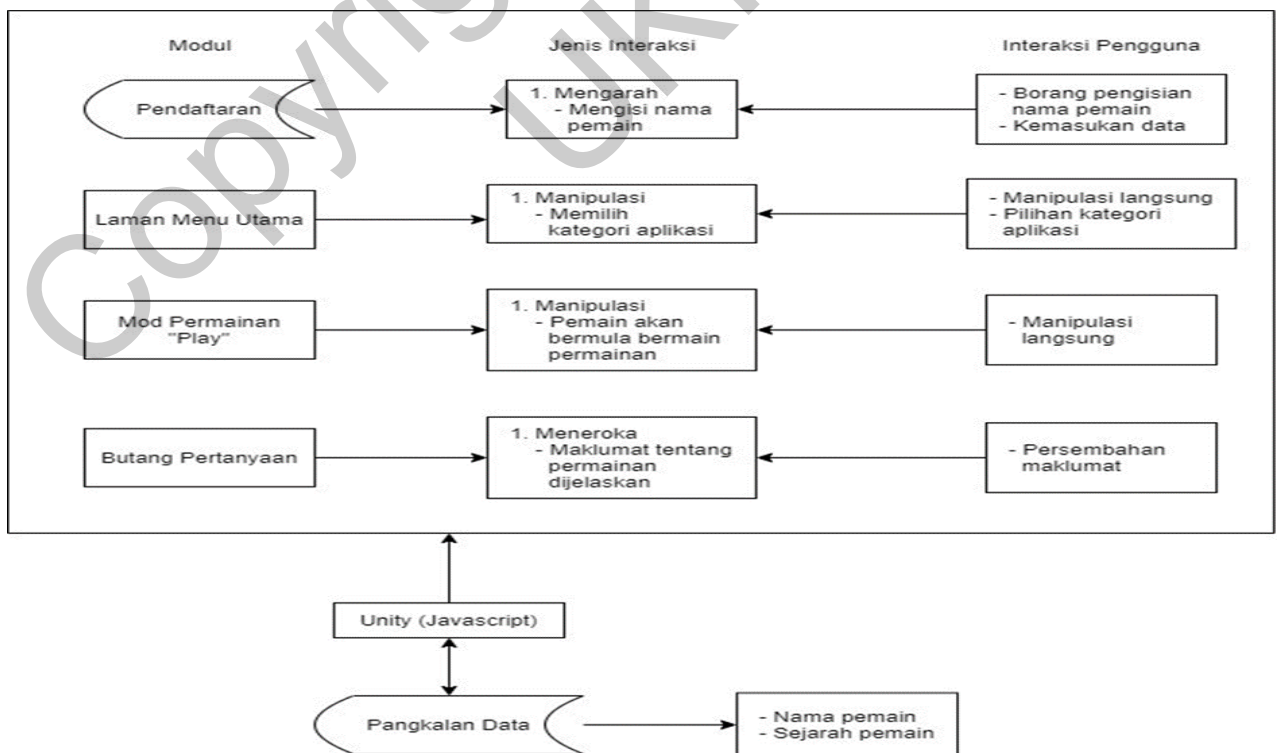 Modul
Jenis Interaksi
Interaksi Pengguna
Pendaftaran
1. Mengarah
- Mengisi nama
pemain
- Borang pengisian
nama pemain
- Kemasukan data
Laman Menu Utama
1. Manipulasi
- Memilih
kategori aplikasi
- Manipulasi langsung
- Pilihan kategori
aplikasi
Mod Permainan
"Play"
1. Manipulasi
- Pemain akan
bermula bermain
permainan
- Manipulasi
langsung
Butang Pertanyaan
1. Meneroka
- Maklumat tentang
permainan
dijelaskan
- Persembahan
maklumat
Unity (Javascript)
Pangkalan Data
- Nama pemain
- Sejarah pemain